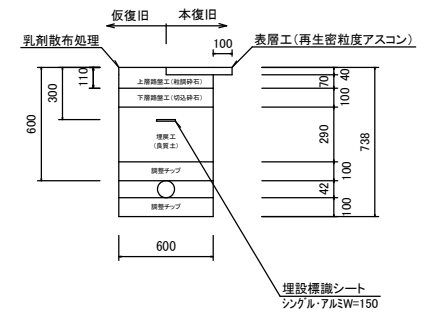 仮復旧
本復旧
乳剤散布処理
100
表層工(再生密粒度アスコン)
上層路盤工(粒調砕石)
下層路盤工(切込砕石)
埋戻工
(良質土)
調整チップ
調整チップ
110
300
600
40
70
100
290
738
100
42
100
600
埋設標識シート
シングル・アルミW=150